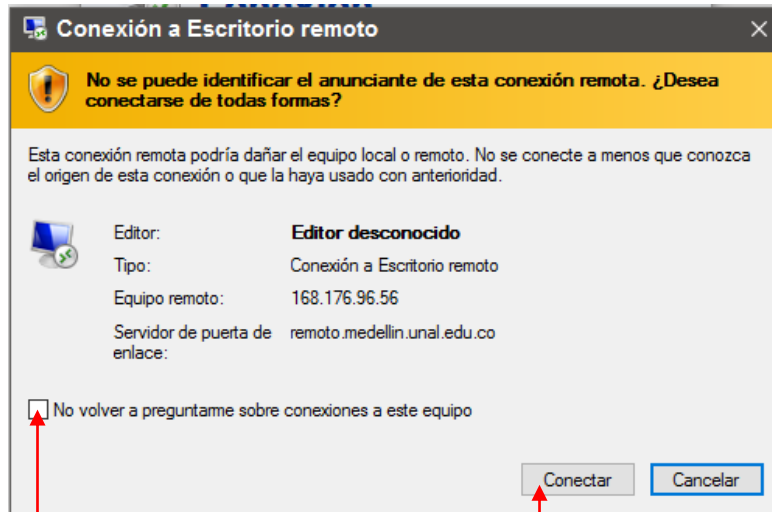 Conexión a Escritorio remoto
No se puede identificar el anunciante de esta conexión remota. ¿Desea
conectarse de todas formas?
Esta conexión remota podría dañar el equipo local o remoto. No se conecte a menos que conozca
el origen de esta conexión o que la haya usado con anterioridad.
Editor: Editor desconocido
Tipo: Conexión a Escritorio remoto
Equipo remoto: 168.176.96.56
Servidor de puerta de remoto.medellin.unal.edu.co
enlace:
No volver a preguntarme sobre conexiones a este equipo
Conectar Cancelar